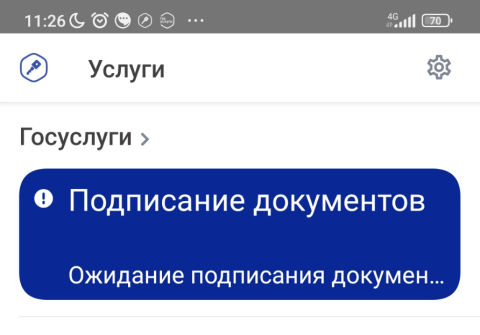 11:26
4G
70
Услуги
Госуслуги
Подписание документов
Ожидание подписания докумен...